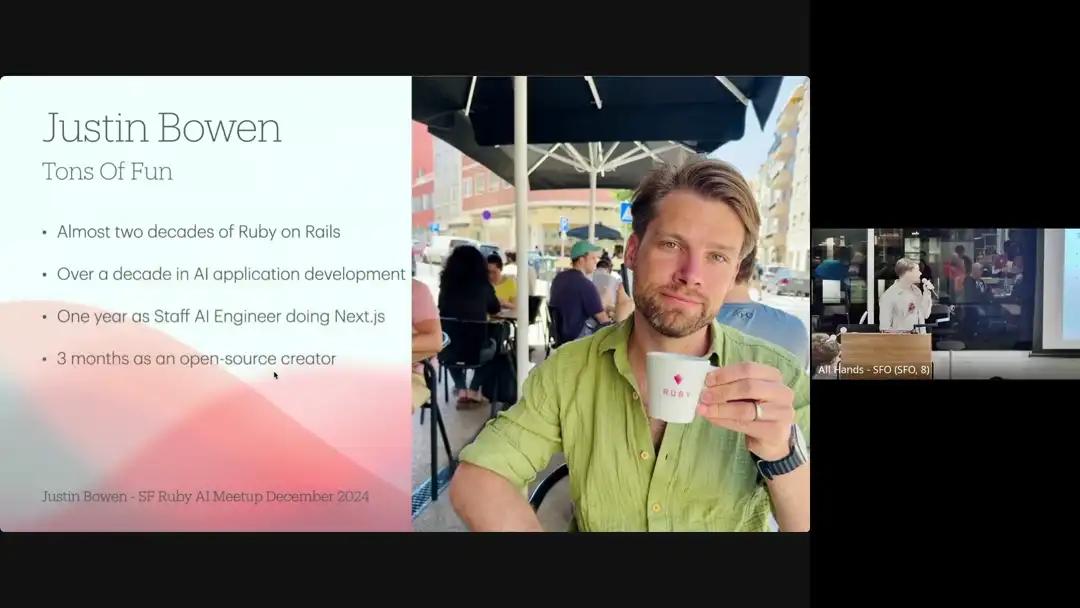 Justin Bowen
Tons Of Fun
• Almost two decades of Ruby on Rails
• Over a decade in AI application development
• One year as Staff AI Engineer doing Next.js
• 3 months as an open-source creator
Justin Bowen - SF Ruby AI Meetup December 2024
RUBY
All Hands - SFO (SFO, 8)